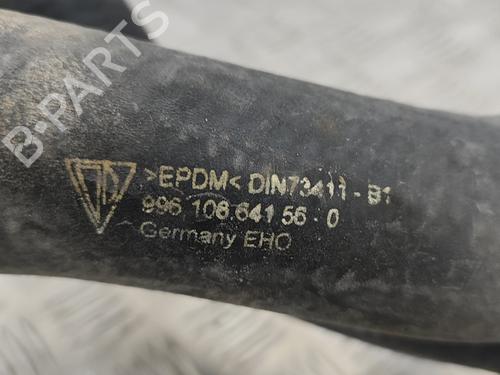 B-PARTS
>EPDM< DIN73411-B1
996 106 641 56-0
Germany EHO